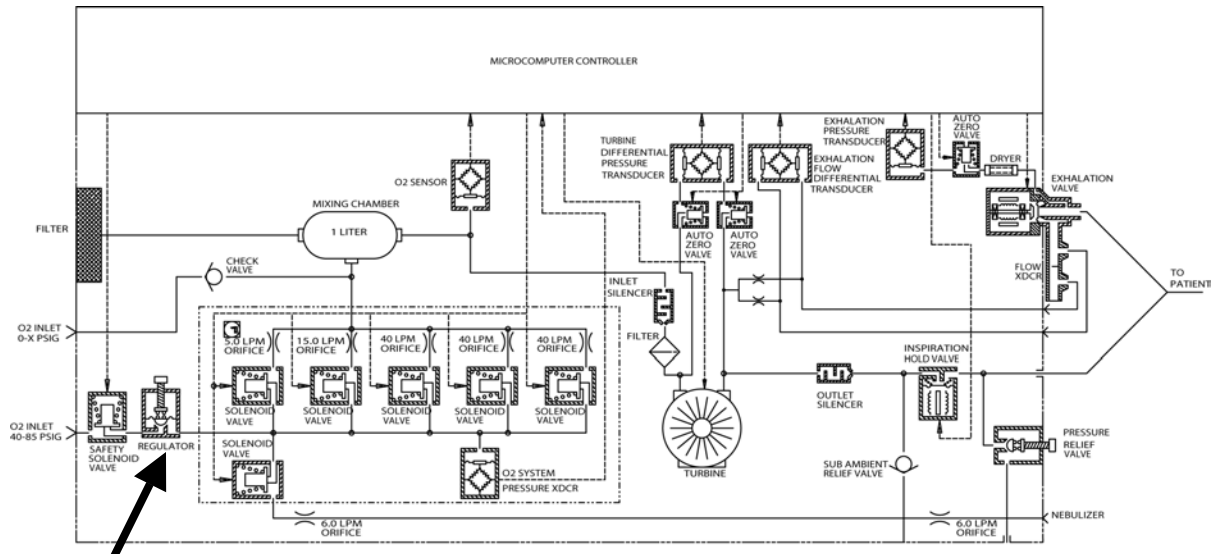 MICROCOMPUTER CONTROLLER
EXHALATION
PRESSURE
TRANSDUCER
AUTO
ZERO
VALVE
TURBINE
DIFFERENTIAL
PRESSURE
TRANSDUCER
EXHALATION
FLOW
DIFFERENTIAL
TRANSDUCER
DRYER
EXHALATION
VALVE
O2 SENSOR
MIXING CHAMBER
1 LITER
FILTER
AUTO
ZERO
VALVE
AUTO
ZERO
VALVE
CHECK
VALVE
INLET
SILENCER
FLOW
XDCR
TO
PATIENT
O2 INLET
0-X PSIG
5.0 LPM
ORIFICE
15.0 LPM
ORIFICE
40 LPM
ORIFICE
40 LPM
ORIFICE
40 LPM
ORIFICE
FILTER
INSPIRATION
HOLD VALVE
SOLENOID
VALVE
SOLENOID
VALVE
SOLENOID
VALVE
SOLENOID
VALVE
SOLENOID
VALVE
OUTLET
SILENCER
O2 INLET
40-85 PSIG
SAFETY
SOLENOID
VALVE
REGULATOR
SOLENOID
VALVE
O2 SYSTEM
PRESSURE XDCR
TURBINE
SUB AMBIENT
RELIEF VALVE
PRESSURE
RELIEF
VALVE
6.0 LPM
ORIFICE
6.0 LPM
ORIFICE
NEBULIZER